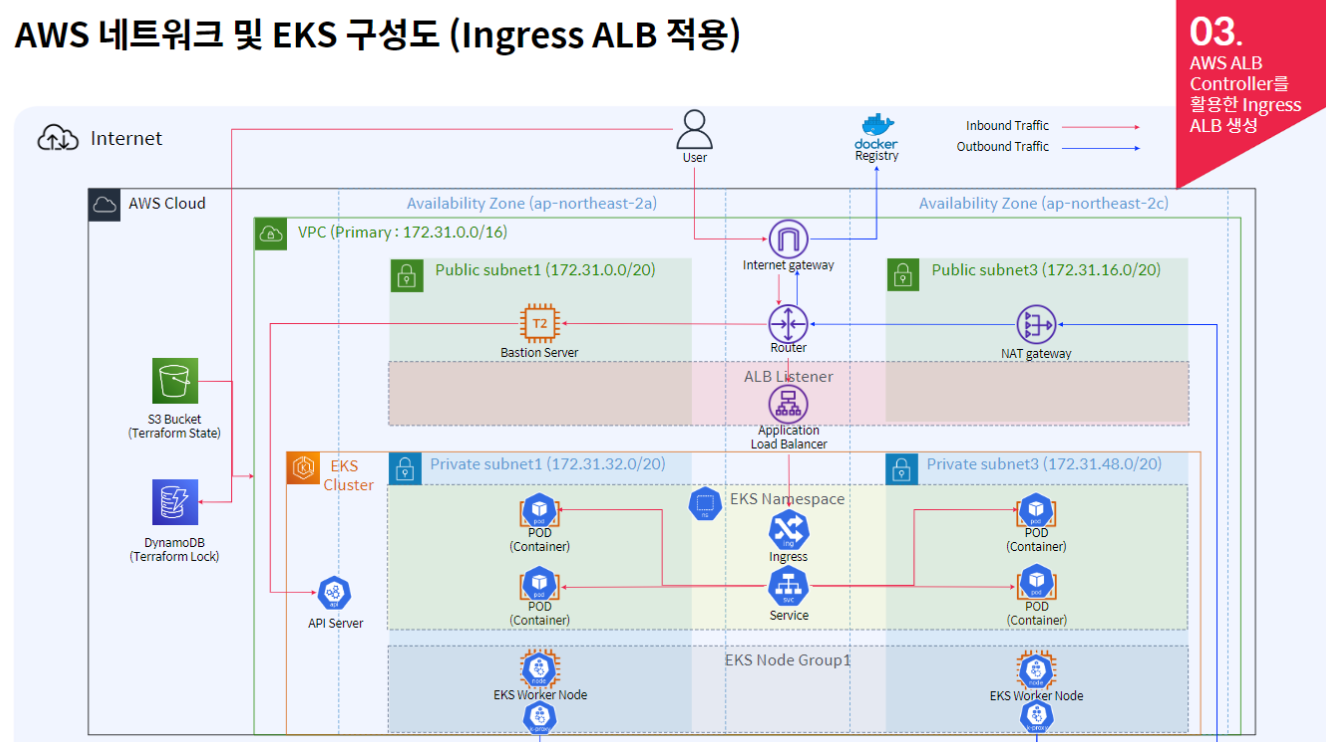 AWS 네트워크 및 EKS 구성도 (Ingress ALB 적용)
03.
AWS ALB
Controller를
활용한 Ingress
ALB 생성
Internet
User
docker
Registry
Inbound Traffic
Outbound Traffic
AWS Cloud
Availability Zone (ap-northeast-2a)
Availability Zone (ap-northeast-2c)
VPC (Primary : 172.31.0.0/16)
Internet gateway
Public subnet1 (172.31.0.0/20)
Public subnet3 (172.31.16.0/20)
T2
Bastion Server
Router
NAT gateway
ALB Listener
Application
Load Balancer
S3 Bucket
(Terraform State)
DynamoDB
(Terraform Lock)
EKS
Cluster
Private subnet1 (172.31.32.0/20)
Private subnet3 (172.31.48.0/20)
ns
EKS Namespace
pod
POD
(Container)
ing
Ingress
pod
POD
(Container)
api
API Server
pod
POD
(Container)
svc
Service
pod
POD
(Container)
EKS Node Group1
node
EKS Worker Node
node
EKS Worker Node
k-proxy
k-proxy